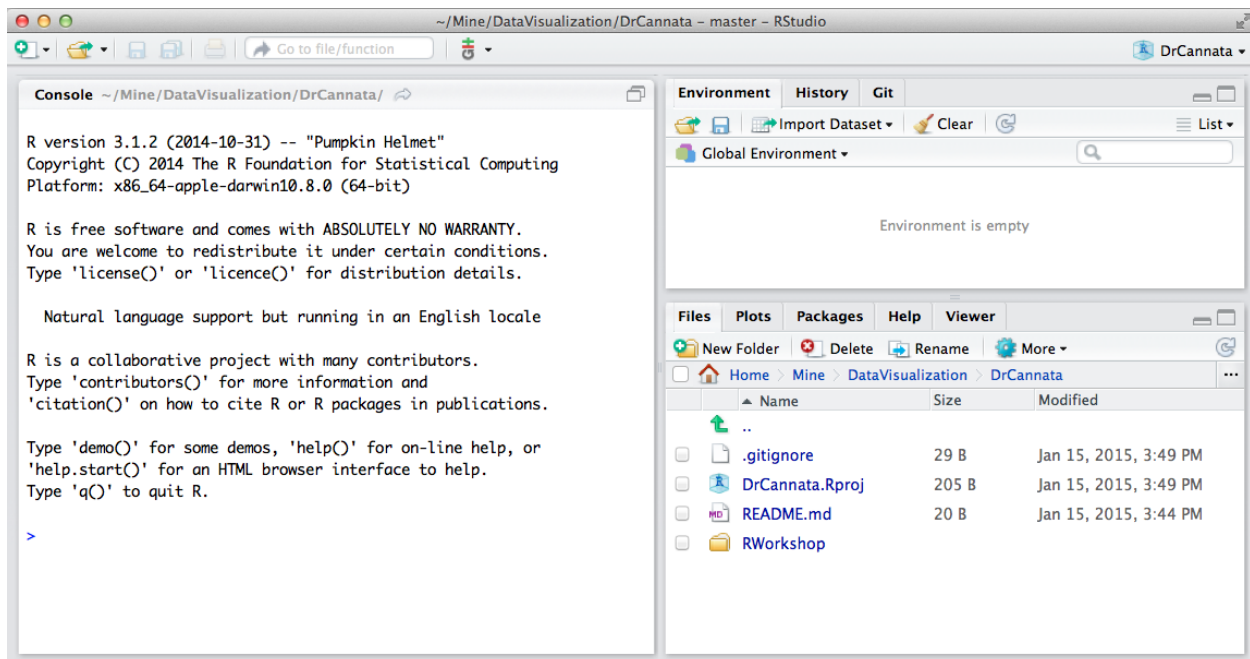 ~/Mine/DataVisualization/DrCannata – master – RStudio
Go to file/function
DrCannata
Console ~/Mine/DataVisualization/DrCannata/
R version 3.1.2 (2014-10-31) -- "Pumpkin Helmet"
Copyright (C) 2014 The R Foundation for Statistical Computing
Platform: x86_64-apple-darwin10.8.0 (64-bit)
R is free software and comes with ABSOLUTELY NO WARRANTY.
You are welcome to redistribute it under certain conditions.
Type 'license()' or 'licence()' for distribution details.
Natural language support but running in an English locale
R is a collaborative project with many contributors.
Type 'contributors()' for more information and
'citation()' on how to cite R or R packages in publications.
Type 'demo()' for some demos, 'help()' for on-line help, or
'help.start()' for an HTML browser interface to help.
Type 'q()' to quit R.
>
Environment History Git
Import Dataset Clear List
Global Environment
Environment is empty
Files Plots Packages Help Viewer
New Folder Delete Rename More
Home Mine DataVisualization DrCannata ...
Name Size Modified
..
.gitignore 29 B Jan 15, 2015, 3:49 PM
R DrCannata.Rproj 205 B Jan 15, 2015, 3:49 PM
MD README.md 20 B Jan 15, 2015, 3:44 PM
RWorkshop